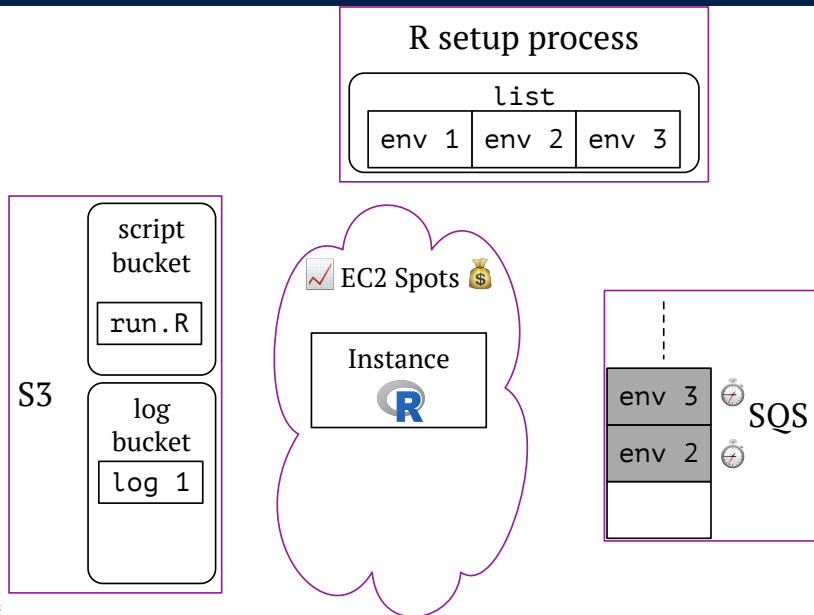 R setup process
list
env 1 env 2 env 3
S3
script
bucket
run.R
log
bucket
log 1
📈 EC2 Spots 💰
Instance
R
env 3
env 2
SQS